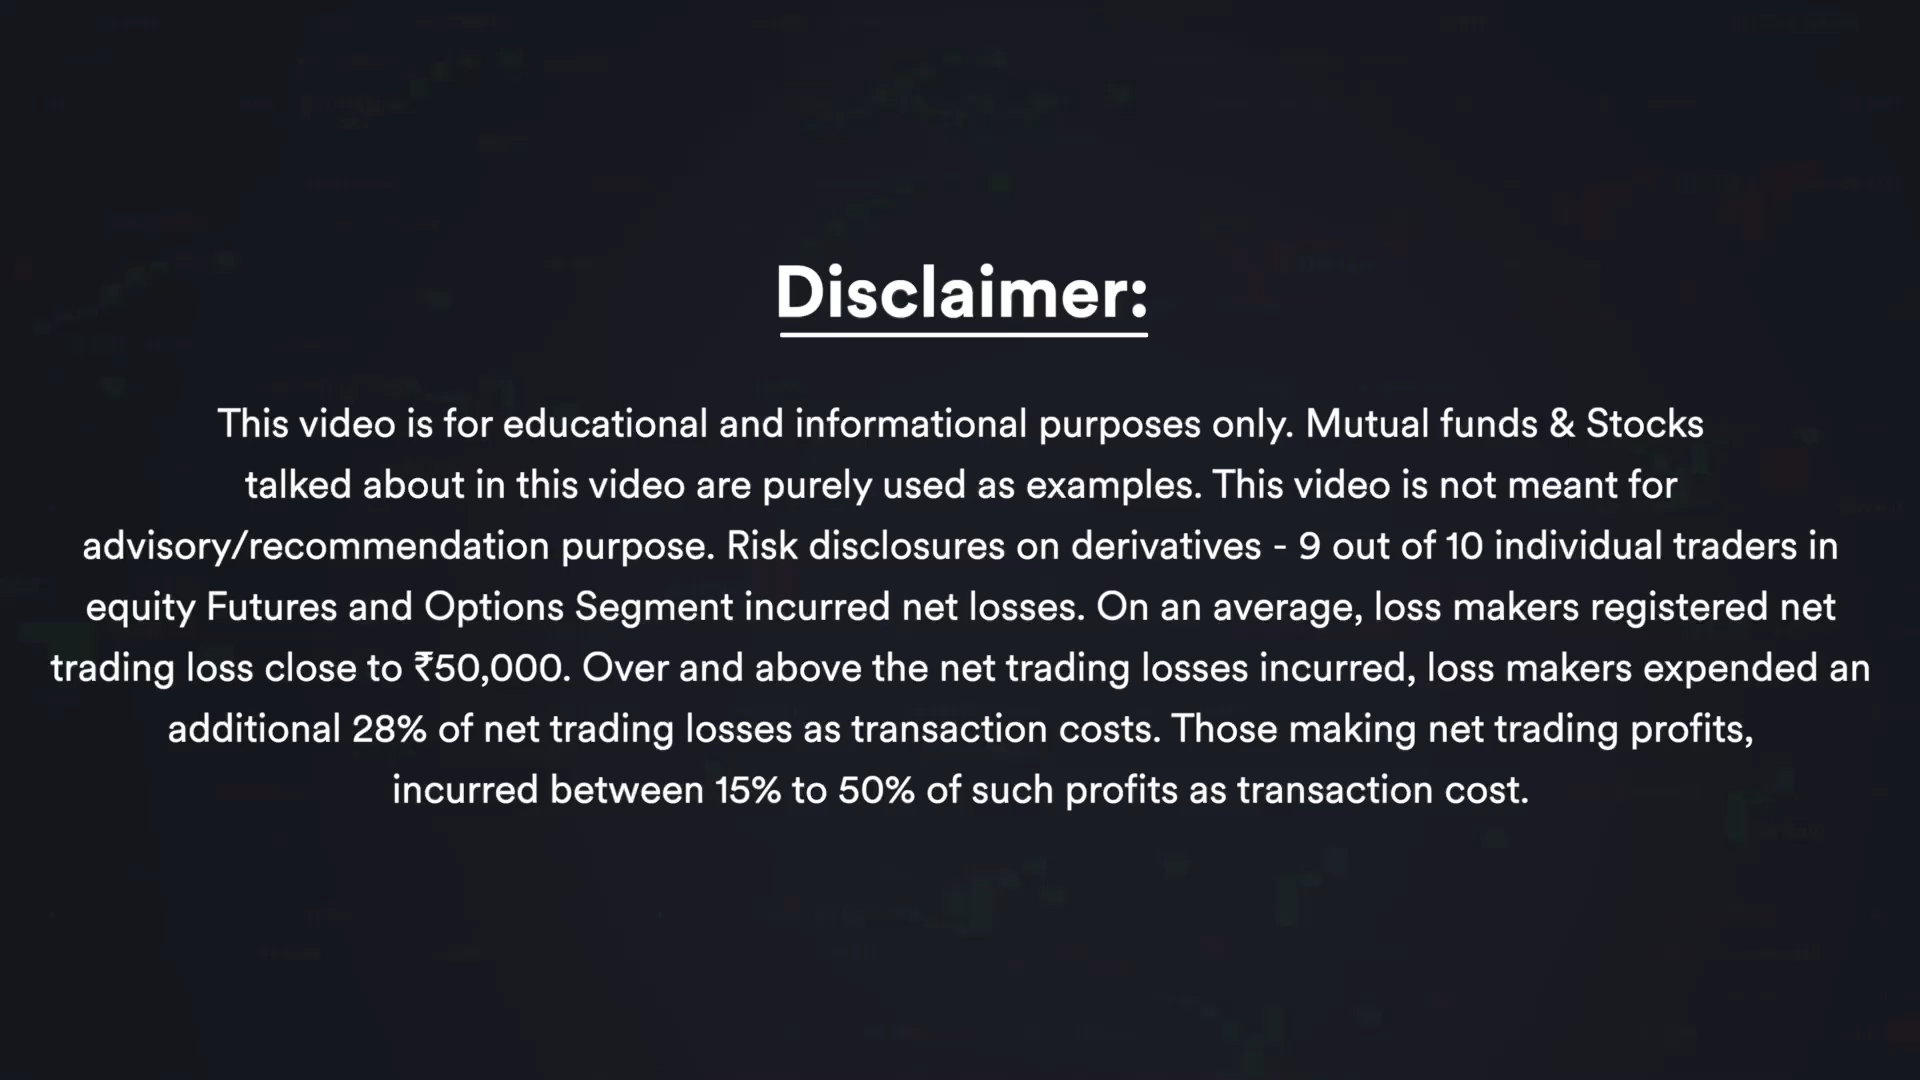 Disclaimer:
This video is for educational and informational purposes only. Mutual funds & Stocks
talked about in this video are purely used as examples. This video is not meant for
advisory/recommendation purpose. Risk disclosures on derivatives - 9 out of 10 individual traders in
equity Futures and Options Segment incurred net losses. On an average, loss makers registered net
trading loss close to ₹50,000. Over and above the net trading losses incurred, loss makers expended an
additional 28% of net trading losses as transaction costs. Those making net trading profits,
incurred between 15% to 50% of such profits as transaction cost.